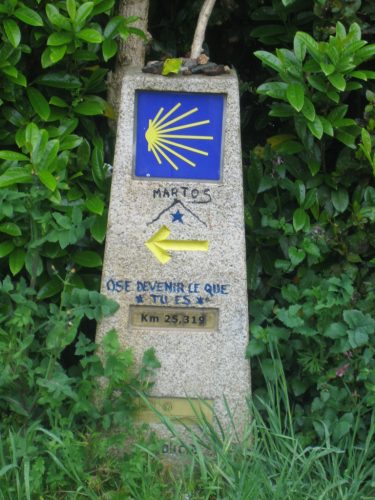 MARTOS
OSE DEVENIR LE QUE
TU ES
Km 25,319